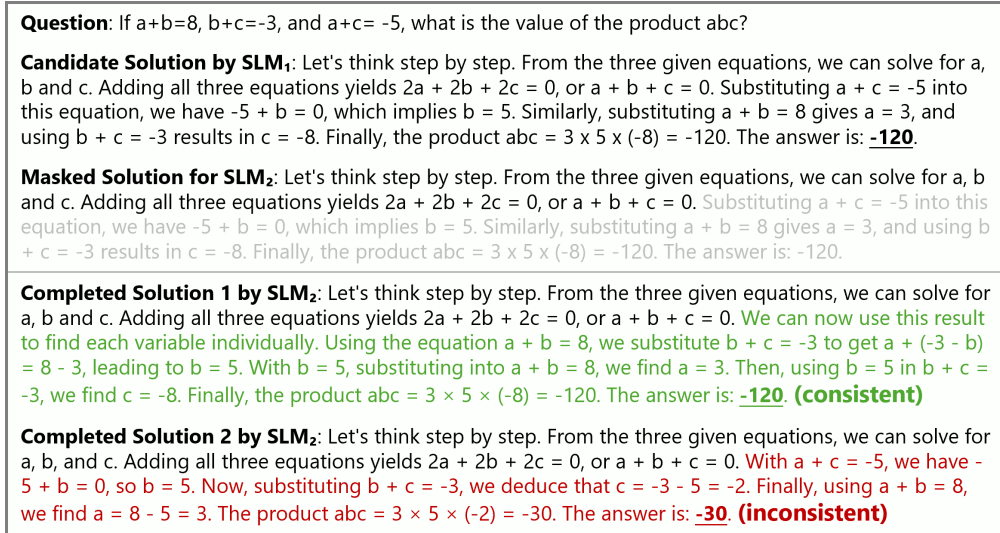 Question: If a+b=8, b+c=-3, and a+c= -5, what is the value of the product abc?
Candidate Solution by SLM₁: Let's think step by step. From the three given equations, we can solve for a,
b and c. Adding all three equations yields 2a + 2b + 2c = 0, or a + b + c = 0. Substituting a + c = -5 into
this equation, we have -5 + b = 0, which implies b = 5. Similarly, substituting a + b = 8 gives a = 3, and
using b + c = -3 results in c = -8. Finally, the product abc = 3 x 5 x (-8) = -120. The answer is: -120.
Masked Solution for SLM₂: Let's think step by step. From the three given equations, we can solve for a, b
and c. Adding all three equations yields 2a + 2b + 2c = 0, or a + b + c = 0. Substituting a + c = -5 into this
equation, we have -5 + b = 0, which implies b = 5. Similarly, substituting a + b = 8 gives a = 3, and using b
+ c = -3 results in c = -8. Finally, the product abc = 3 x 5 x (-8) = -120. The answer is: -120.
Completed Solution 1 by SLM₂: Let's think step by step. From the three given equations, we can solve for
a, b and c. Adding all three equations yields 2a + 2b + 2c = 0, or a + b + c = 0. We can now use this result
to find each variable individually. Using the equation a + b = 8, we substitute b + c = -3 to get a + (-3 - b)
= 8 - 3, leading to b = 5. With b = 5, substituting into a + b = 8, we find a = 3. Then, using b = 5 in b + c =
-3, we find c = -8. Finally, the product abc = 3 × 5 × (-8) = -120. The answer is: -120. (consistent)
Completed Solution 2 by SLM₂: Let's think step by step. From the three given equations, we can solve for
a, b, and c. Adding all three equations yields 2a + 2b + 2c = 0, or a + b + c = 0. With a + c = -5, we have -
5 + b = 0, so b = 5. Now, substituting b + c = -3, we deduce that c = -3 - 5 = -2. Finally, using a + b = 8,
we find a = 8 - 5 = 3. The product abc = 3 × 5 × (-2) = -30. The answer is: -30. (inconsistent)